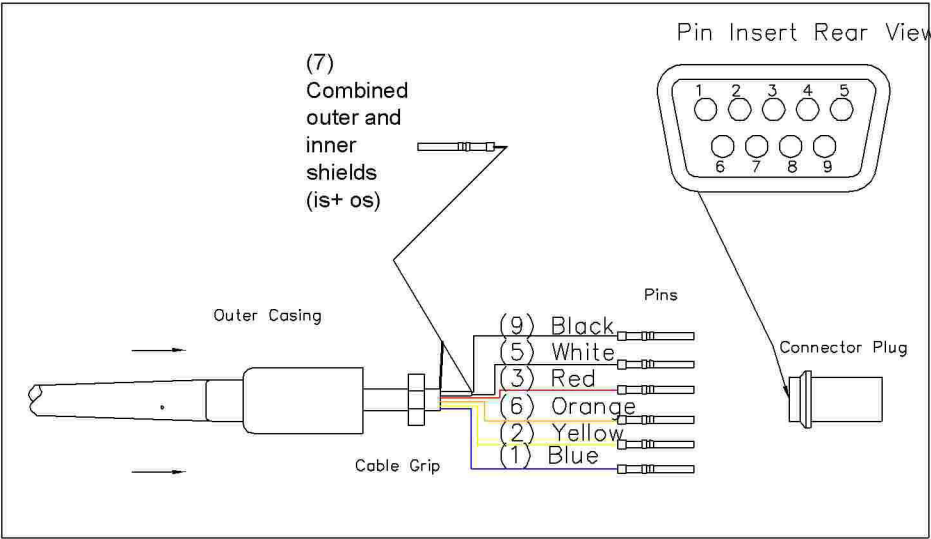 Pin Insert Rear View
(7)
Combined
outer and
inner
shields
(is+ os)
1 2 3 4 5
6 7 8 9
Pins
Outer Casing
(9) Black
(5) White
Connector Plug
(3) Red
(6) Orange
(2) Yellow
(1) Blue
Cable Grip